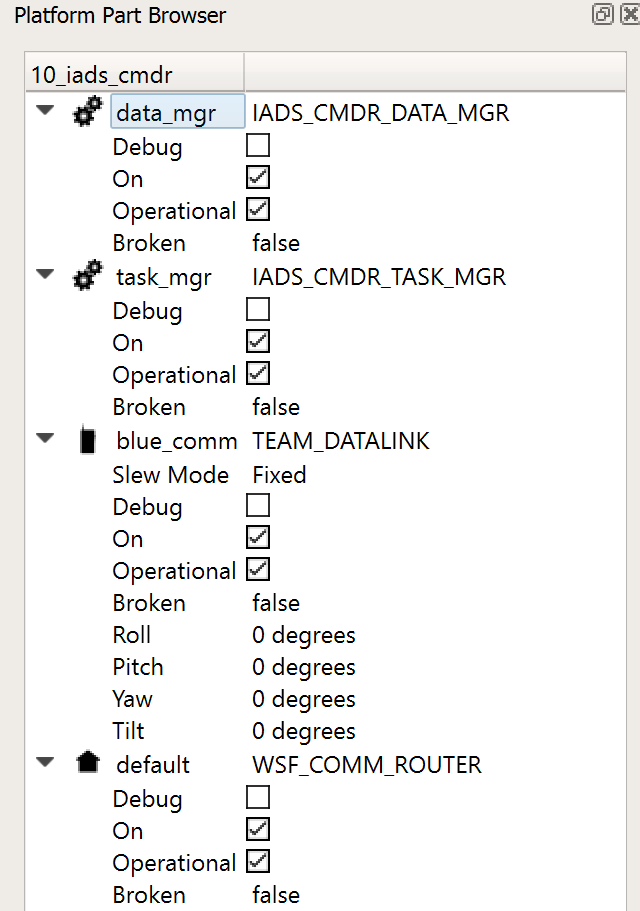 Platform Part Browser
10_iads_cmdr
data_mgr IADS_CMDR_DATA_MGR
Debug
On
Operational
Broken false
task_mgr IADS_CMDR_TASK_MGR
Debug
On
Operational
Broken false
blue_comm TEAM_DATALINK
Slew Mode Fixed
Debug
On
Operational
Broken false
Roll 0 degrees
Pitch 0 degrees
Yaw 0 degrees
Tilt 0 degrees
default WSF_COMM_ROUTER
Debug
On
Operational
Broken false